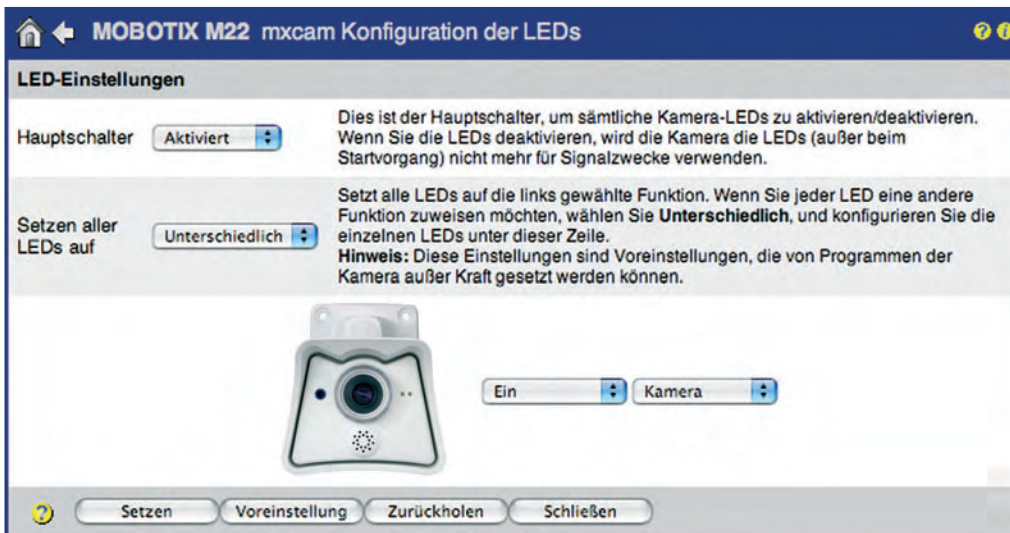 MOBOTIX M22 mxcam Konfiguration der LEDs
LED-Einstellungen
Hauptschalter
Aktiviert
Dies ist der Hauptschalter, um sämtliche Kamera-LEDs zu aktivieren/deaktivieren.
Wenn Sie die LEDs deaktivieren, wird die Kamera die LEDs (außer beim
Startvorgang) nicht mehr für Signalzwecke verwenden.
Setzen aller
LEDs auf
Unterschiedlich
Setzt alle LEDs auf die links gewählte Funktion. Wenn Sie jeder LED eine andere
Funktion zuweisen möchten, wählen Sie Unterschiedlich, und konfigurieren Sie die
einzelnen LEDs unter dieser Zeile.
Hinweis: Diese Einstellungen sind Voreinstellungen, die von Programmen der
Kamera außer Kraft gesetzt werden können.
Ein
Kamera
Setzen
Voreinstellung
Zurückholen
Schließen